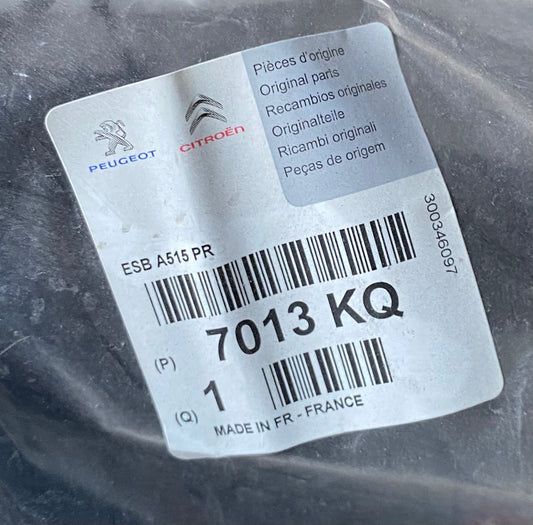 PEUGEOT
CITROËN
Pièces d'origine
Original parts
Recambios originales
Originalteile
Ricambi originali
Peças de origem
300346097
ESB A515 PR
(P) 7013 KQ
(Q) 1
MADE IN FR - FRANCE